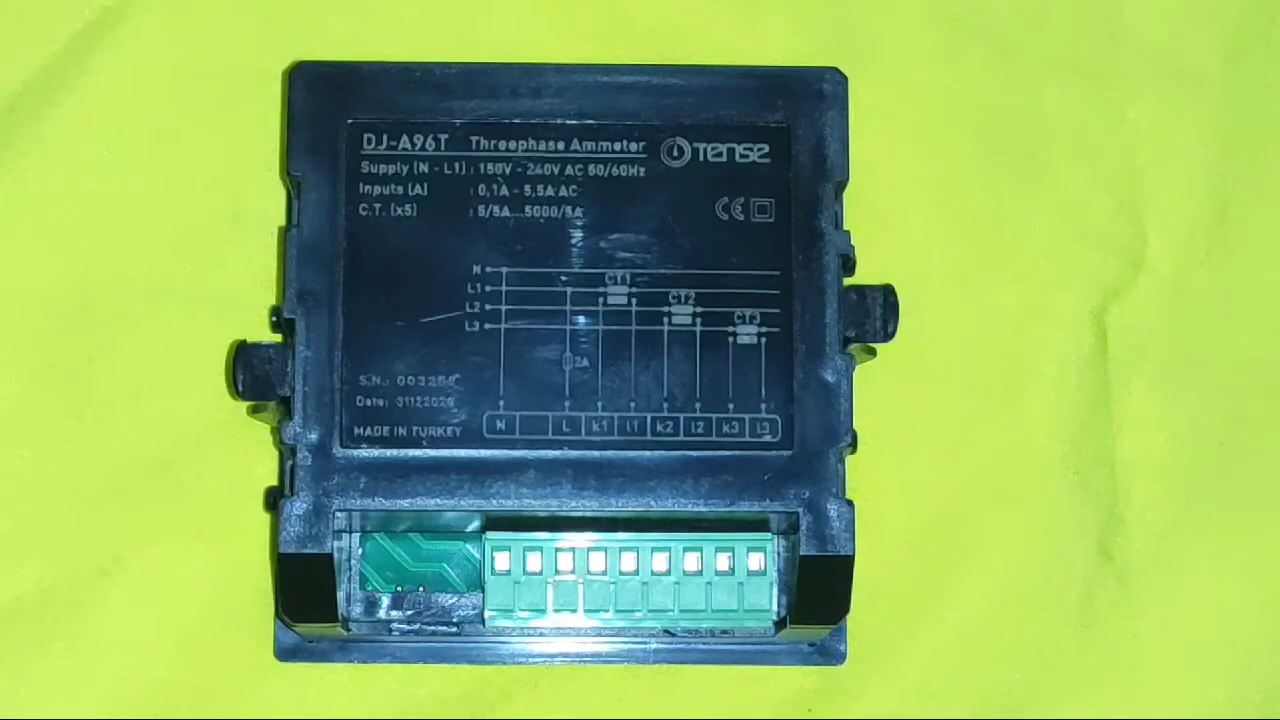 DJ-A96T Threephase Ammeter TENSE
Supply (N - L1) : 150V - 240V AC 50/60Hz
Inputs (A) : 0,1A - 5,5A AC
C.T. (x5) : 5/5A...5000/5A
CE
N
L1
L2
L3
CT1
CT2
CT3
2A
S.N.:
Date: 31122020
MADE IN TURKEY
N L k1 l1 k2 l2 k3 l3